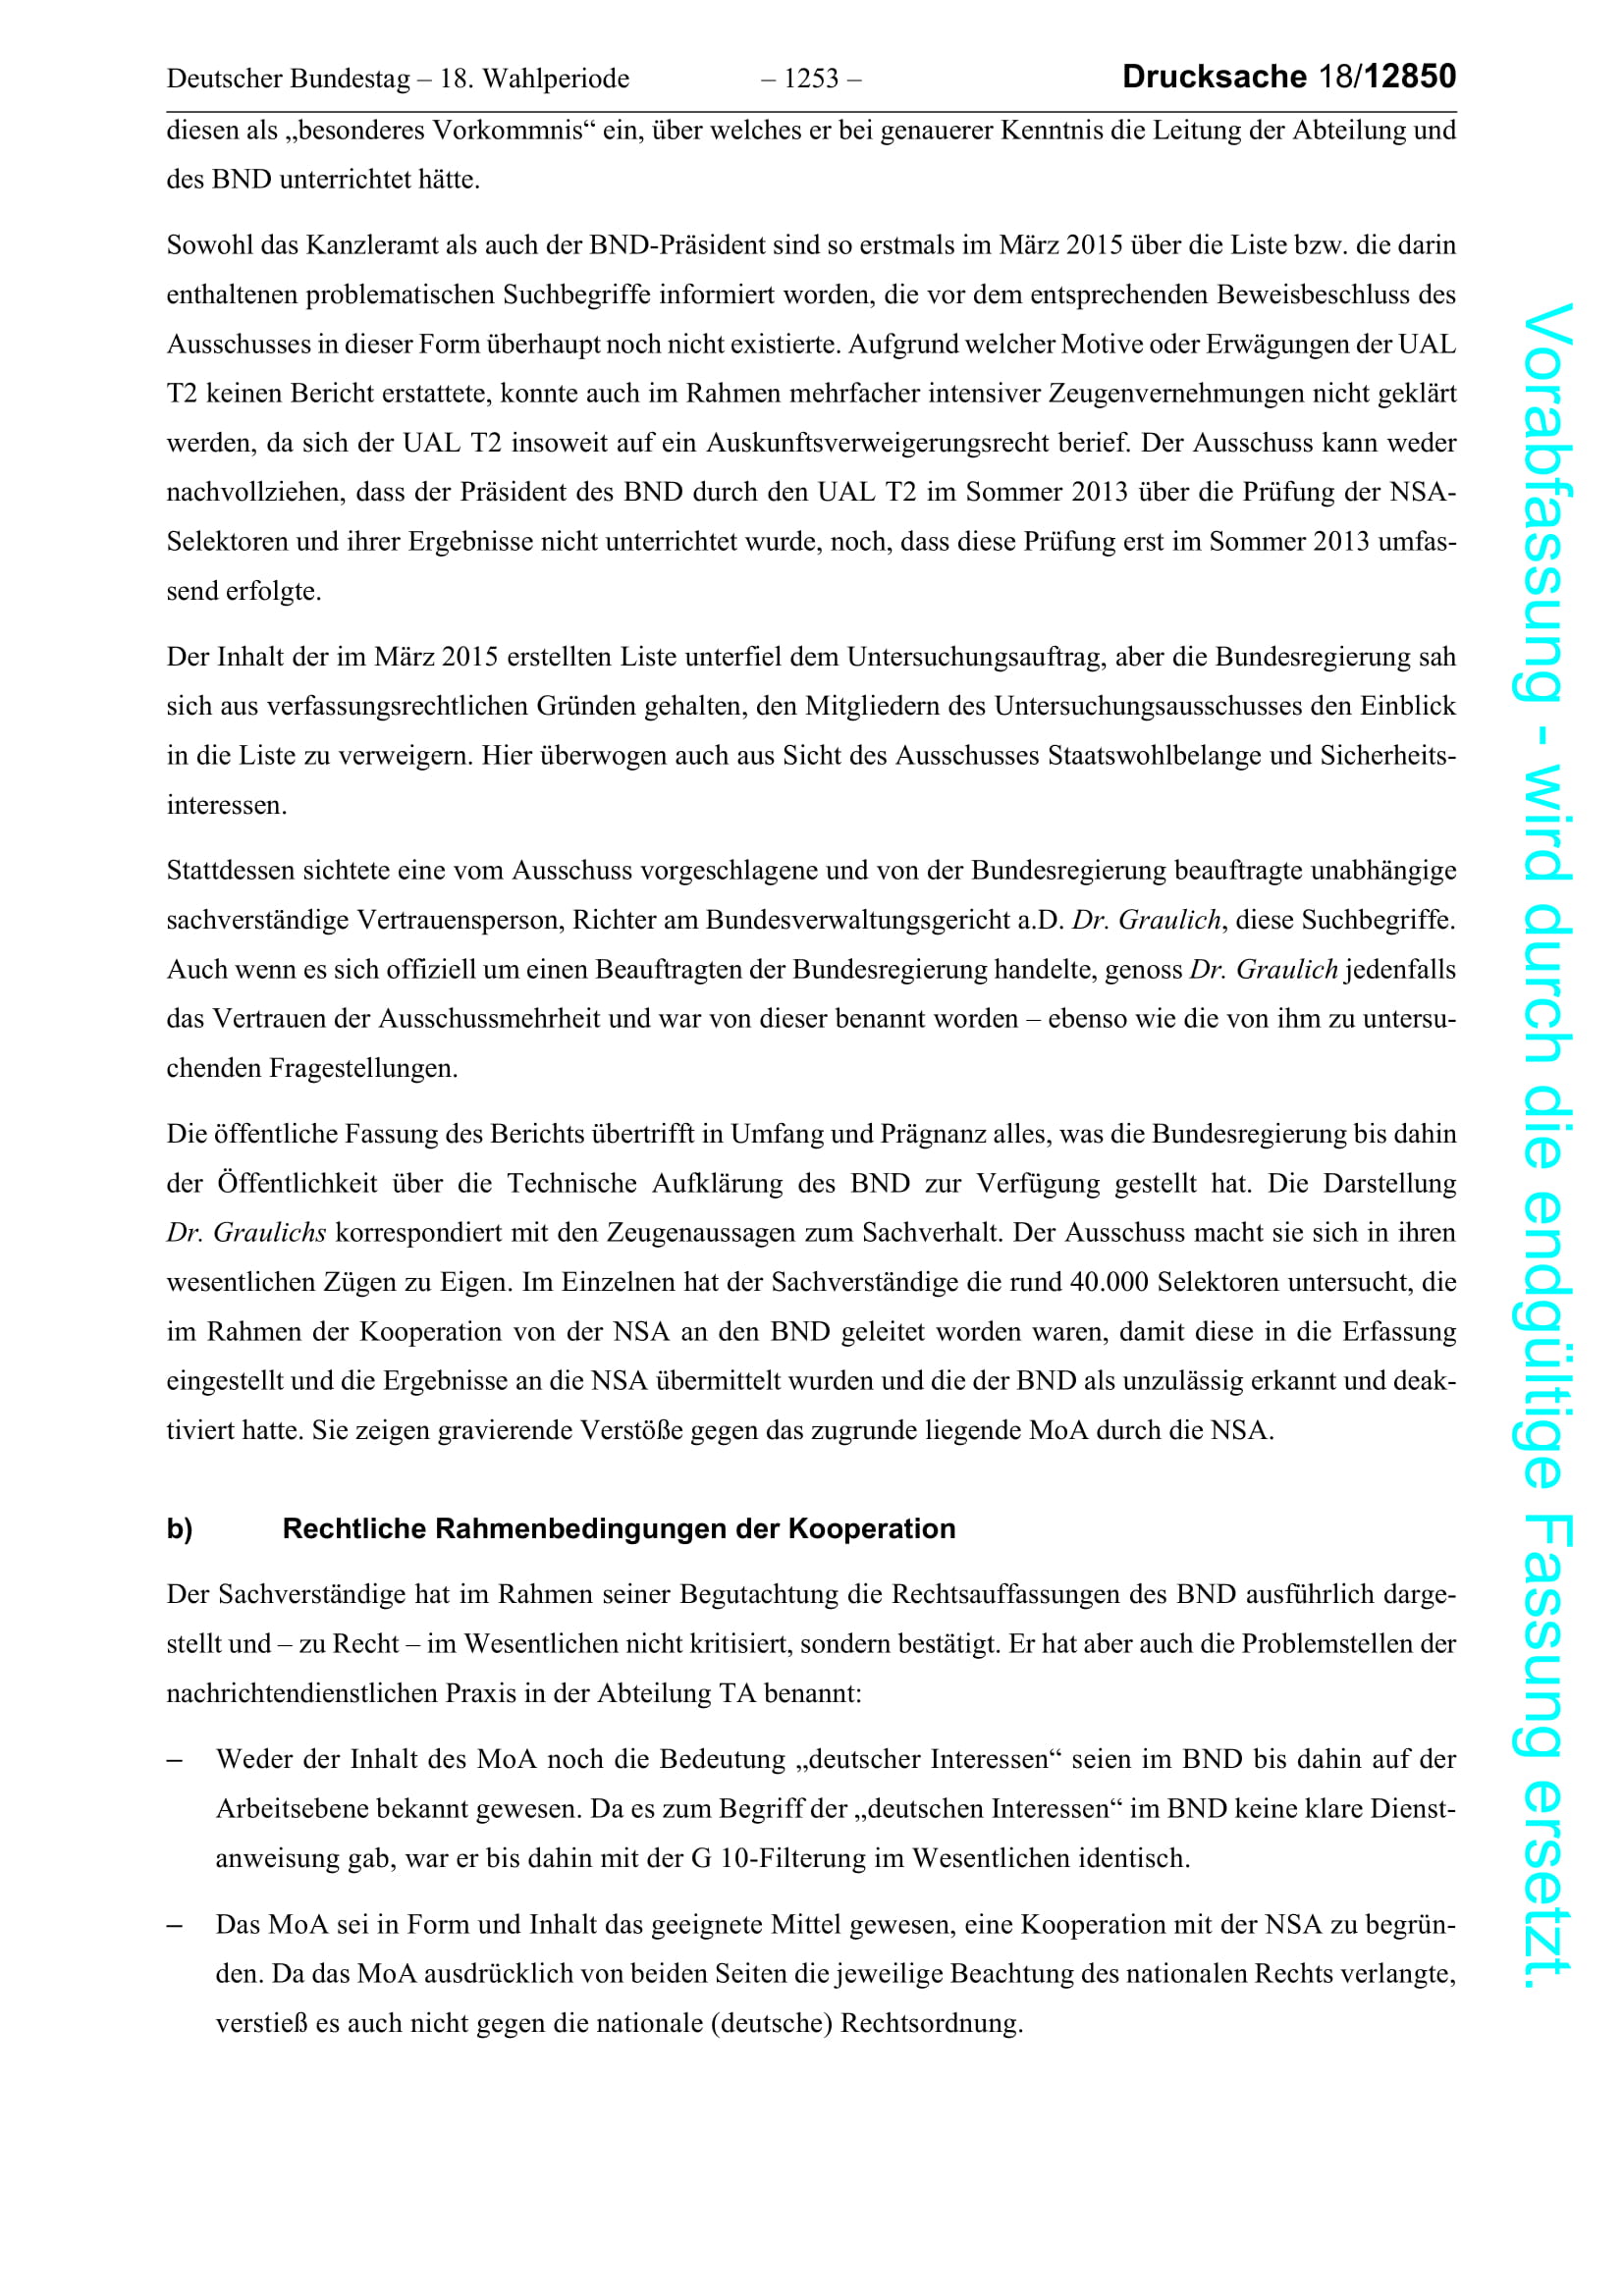 Deutscher Bundestag – 18. Wahlperiode – 1253 – Drucksache 18/12850
diesen als „besonderes Vorkommnis“ ein, über welches er bei genauerer Kenntnis die Leitung der Abteilung und
des BND unterrichtet hätte.
Sowohl das Kanzleramt als auch der BND-Präsident sind so erstmals im März 2015 über die Liste bzw. die darin
enthaltenen problematischen Suchbegriffe informiert worden, die vor dem entsprechenden Beweisbeschluss des
Ausschusses in dieser Form überhaupt noch nicht existierte. Aufgrund welcher Motive oder Erwägungen der UAL
T2 keinen Bericht erstattete, konnte auch im Rahmen mehrfacher intensiver Zeugenvernehmungen nicht geklärt
werden, da sich der UAL T2 insoweit auf ein Auskunftsverweigerungsrecht berief. Der Ausschuss kann weder
nachvollziehen, dass der Präsident des BND durch den UAL T2 im Sommer 2013 über die Prüfung der NSA-
Selektoren und ihrer Ergebnisse nicht unterrichtet wurde, noch, dass diese Prüfung erst im Sommer 2013 umfas-
send erfolgte.
Der Inhalt der im März 2015 erstellten Liste unterfiel dem Untersuchungsauftrag, aber die Bundesregierung sah
sich aus verfassungsrechtlichen Gründen gehalten, den Mitgliedern des Untersuchungsausschusses den Einblick
in die Liste zu verweigern. Hier überwogen auch aus Sicht des Ausschusses Staatswohlbelange und Sicherheits-
interessen.
Stattdessen sichtete eine vom Ausschuss vorgeschlagene und von der Bundesregierung beauftragte unabhängige
sachverständige Vertrauensperson, Richter am Bundesverwaltungsgericht a.D. Dr. Graulich, diese Suchbegriffe.
Auch wenn es sich offiziell um einen Beauftragten der Bundesregierung handelte, genoss Dr. Graulich jedenfalls
das Vertrauen der Ausschussmehrheit und war von dieser benannt worden – ebenso wie die von ihm zu untersu-
chenden Fragestellungen.
Die öffentliche Fassung des Berichts übertrifft in Umfang und Prägnanz alles, was die Bundesregierung bis dahin
der Öffentlichkeit über die Technische Aufklärung des BND zur Verfügung gestellt hat. Die Darstellung
Dr. Graulichs korrespondiert mit den Zeugenaussagen zum Sachverhalt. Der Ausschuss macht sie sich in ihren
wesentlichen Zügen zu Eigen. Im Einzelnen hat der Sachverständige die rund 40.000 Selektoren untersucht, die
im Rahmen der Kooperation von der NSA an den BND geleitet worden waren, damit diese in die Erfassung
eingestellt und die Ergebnisse an die NSA übermittelt wurden und die der BND als unzulässig erkannt und deak-
tiviert hatte. Sie zeigen gravierende Verstöße gegen das zugrunde liegende MoA durch die NSA.
b) Rechtliche Rahmenbedingungen der Kooperation
Der Sachverständige hat im Rahmen seiner Begutachtung die Rechtsauffassungen des BND ausführlich darge-
stellt und – zu Recht – im Wesentlichen nicht kritisiert, sondern bestätigt. Er hat aber auch die Problemstellen der
nachrichtendienstlichen Praxis in der Abteilung TA benannt:
– Weder der Inhalt des MoA noch die Bedeutung „deutscher Interessen“ seien im BND bis dahin auf der
Arbeitsebene bekannt gewesen. Da es zum Begriff der „deutschen Interessen“ im BND keine klare Dienst-
anweisung gab, war er bis dahin mit der G 10-Filterung im Wesentlichen identisch.
– Das MoA sei in Form und Inhalt das geeignete Mittel gewesen, eine Kooperation mit der NSA zu begrün-
den. Da das MoA ausdrücklich von beiden Seiten die jeweilige Beachtung des nationalen Rechts verlangte,
verstieß es auch nicht gegen die nationale (deutsche) Rechtsordnung.
Vorabfassung - wird durch die endgültige Fassung ersetzt.